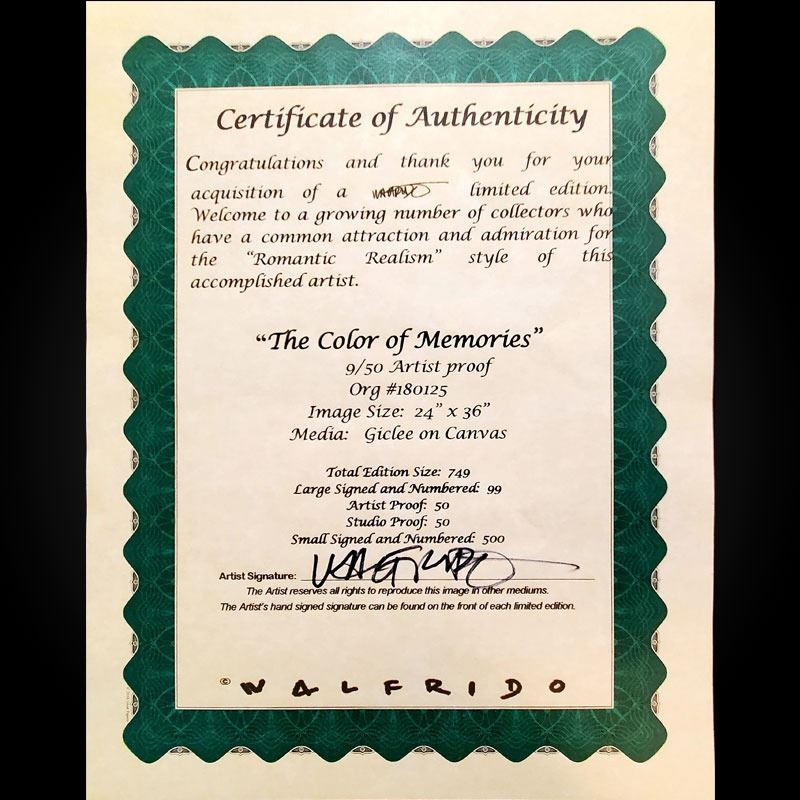 Certificate of Authenticity
Congratulations and thank you for your
acquisition of a WALFRIDO limited edition.
Welcome to a growing number of collectors who
have a common attraction and admiration for
the “Romantic Realism” style of this
accomplished artist.
“The Color of Memories”
9/50 Artist proof
Org #180125
Image Size: 24” x 36”
Media: Giclee on Canvas
Total Edition Size: 749
Large Signed and Numbered: 99
Artist Proof: 50
Studio Proof: 50
Small Signed and Numbered: 500
Artist Signature: WALFRIDO
The Artist reserves all rights to reproduce this image in other mediums.
The Artist's hand signed signature can be found on the front of each limited edition.
© WALFRIDO